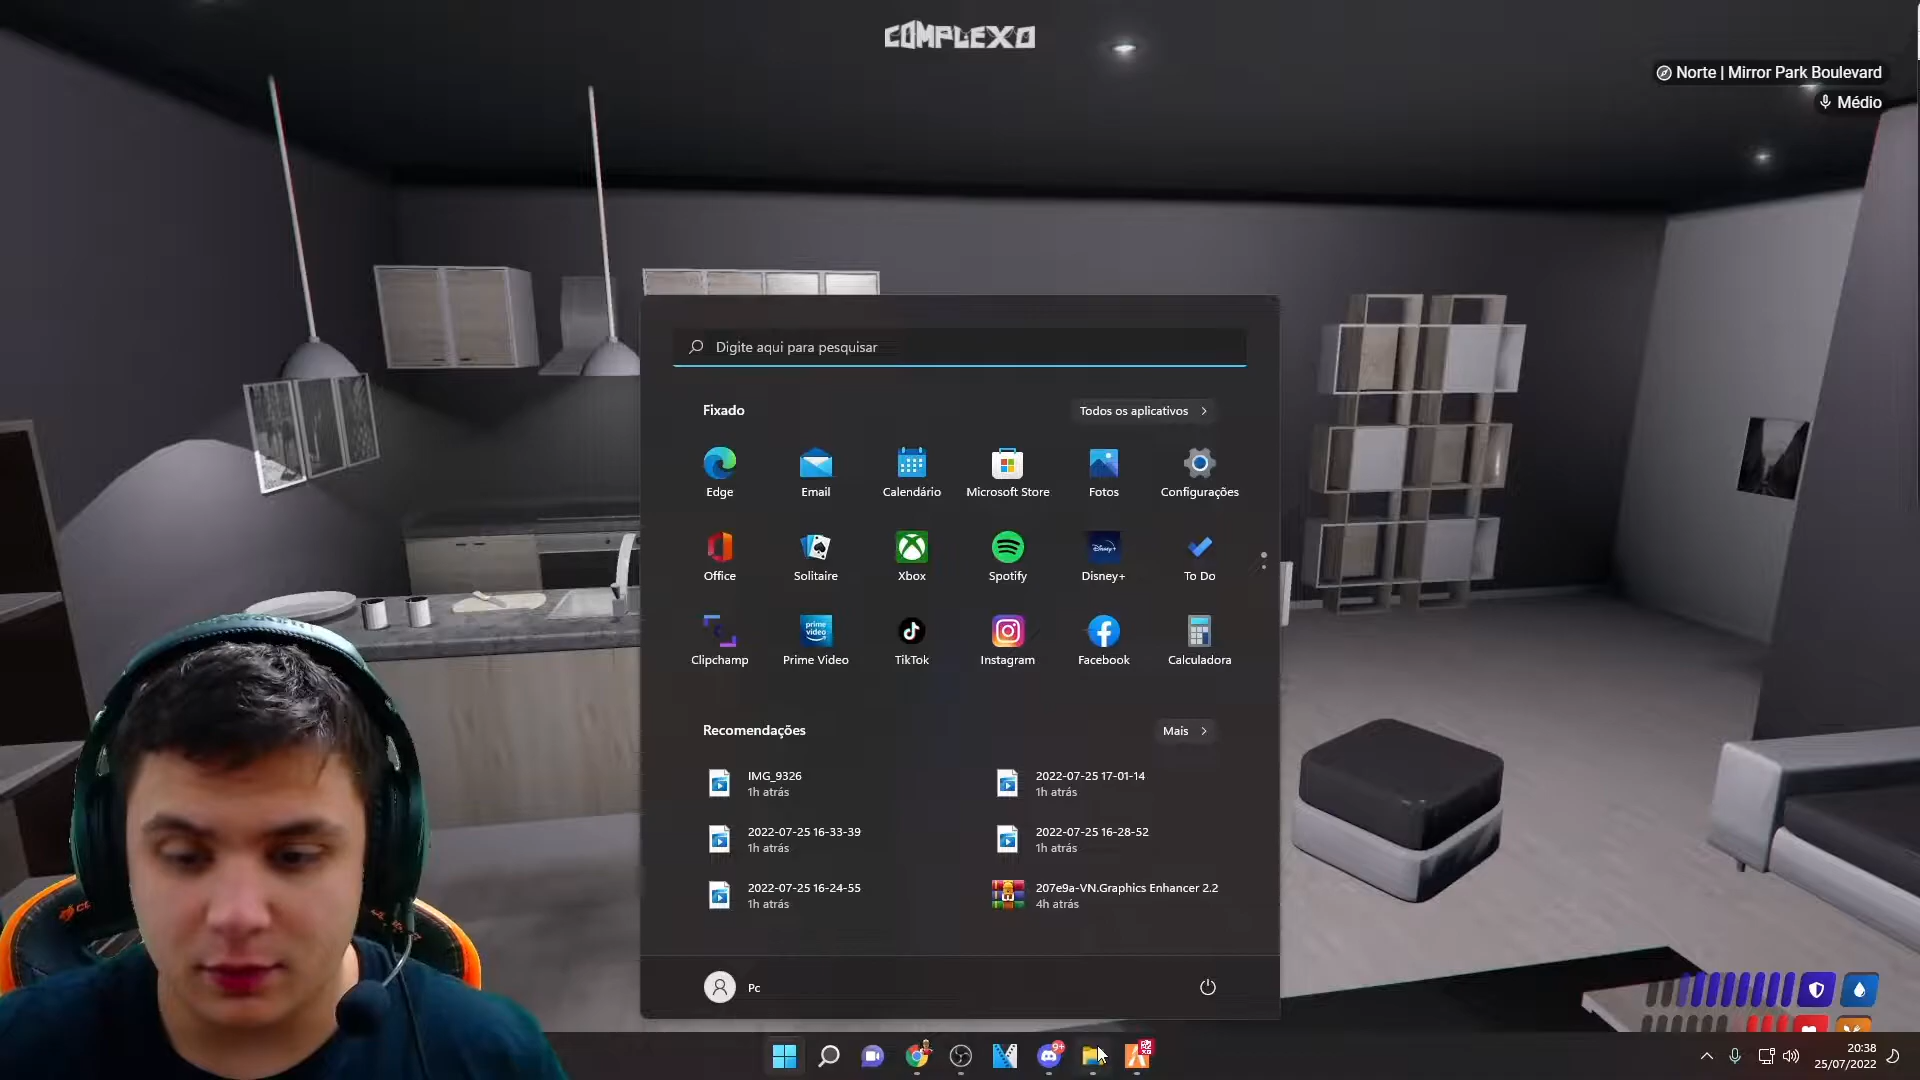 COMPLEXO
Norte | Mirror Park Boulevard
Médio
Digite aqui para pesquisar
Fixado
Todos os aplicativos
Edge
Email
Calendário
Microsoft Store
Fotos
Configurações
Office
Solitaire
Xbox
Spotify
Disney+
To Do
Clipchamp
prime video
Prime Video
TikTok
Instagram
Facebook
Calculadora
Recomendações
Mais
IMG_9326
1h atrás
2022-07-25 17-01-14
1h atrás
2022-07-25 16-33-39
1h atrás
2022-07-25 16-28-52
1h atrás
2022-07-25 16-24-55
1h atrás
207e9a-VN.Graphics Enhancer 2.2
4h atrás
Pc
9+
20:38
25/07/2022